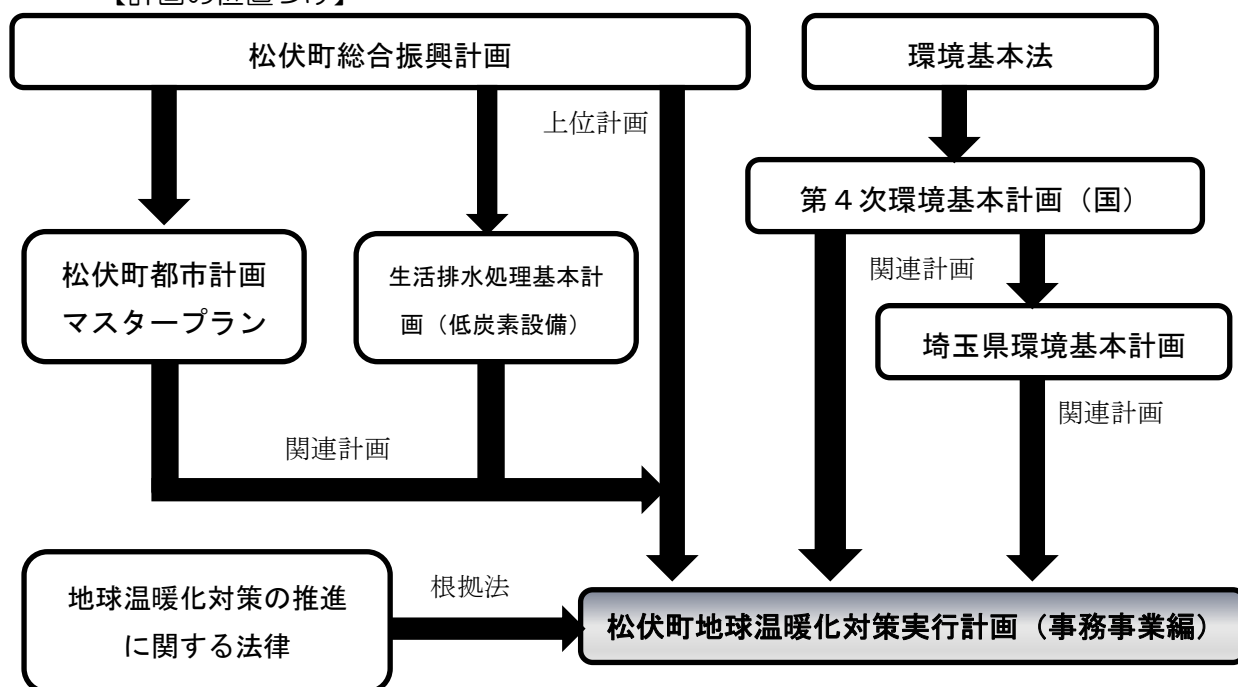 【計画の位置づけ】
松伏町総合振興計画
環境基本法
上位計画
第４次環境基本計画（国）
松伏町都市計画
マスタープラン
生活排水処理基本計
画（低炭素設備）
関連計画
埼玉県環境基本計画
関連計画
関連計画
地球温暖化対策の推進
に関する法律
根拠法
松伏町地球温暖化対策実行計画（事務事業編）